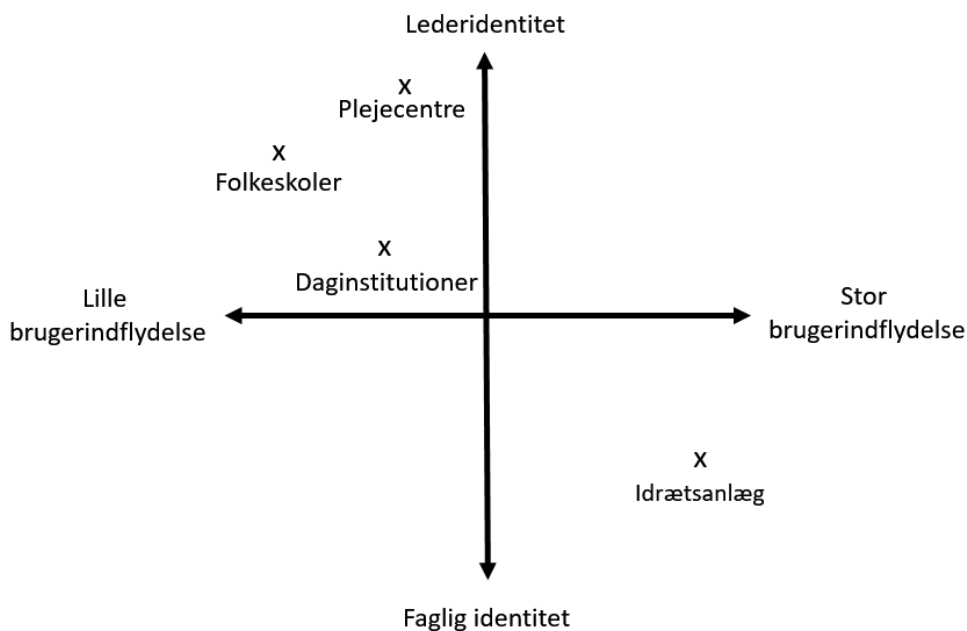 Lederidentitet
x
Plejecentre
x
Folkeskoler
x
Daginstitutioner
Lille
brugerindflydelse
Stor
brugerindflydelse
x
Idrætsanlæg
Faglig identitet